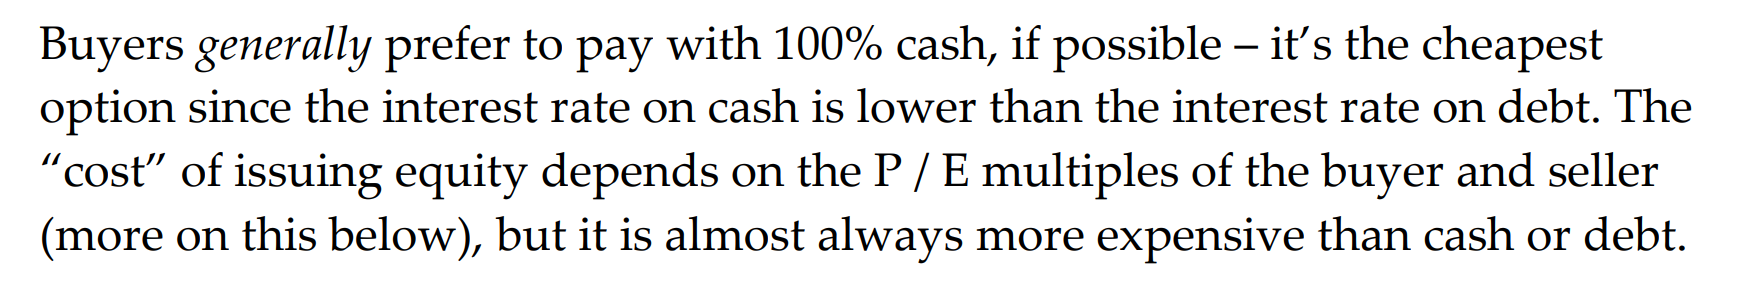 Buyers generally prefer to pay with 100% cash, if possible – it’s the cheapest
option since the interest rate on cash is lower than the interest rate on debt. The
“cost” of issuing equity depends on the P / E multiples of the buyer and seller
(more on this below), but it is almost always more expensive than cash or debt.